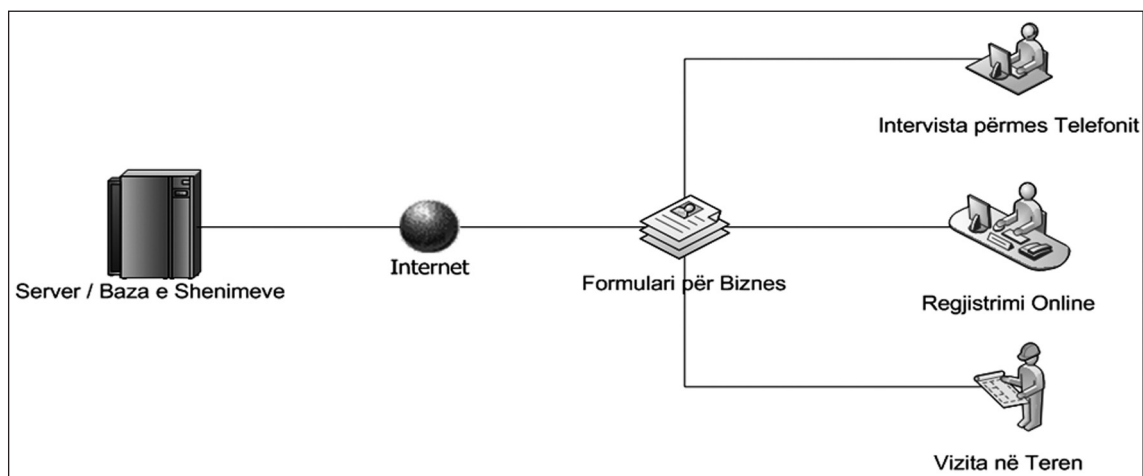 Intervista përmes Telefonit
Server / Baza e Shenimeve
Internet
Formulari për Biznes
Regjistrimi Online
Vizita në Teren